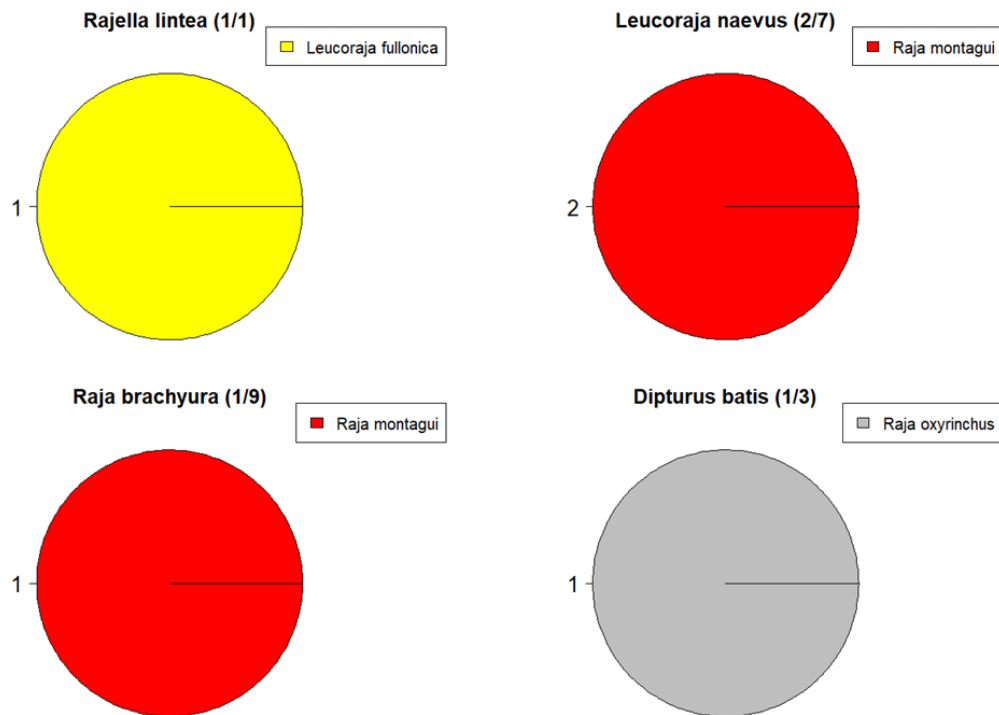 Rajella lintea (1/1)
Leucoraja fullonica
1
Leucoraja naevus (2/7)
Raja montagui
2
Raja brachyura (1/9)
Raja montagui
1
Dipturus batis (1/3)
Raja oxyrinchus
1